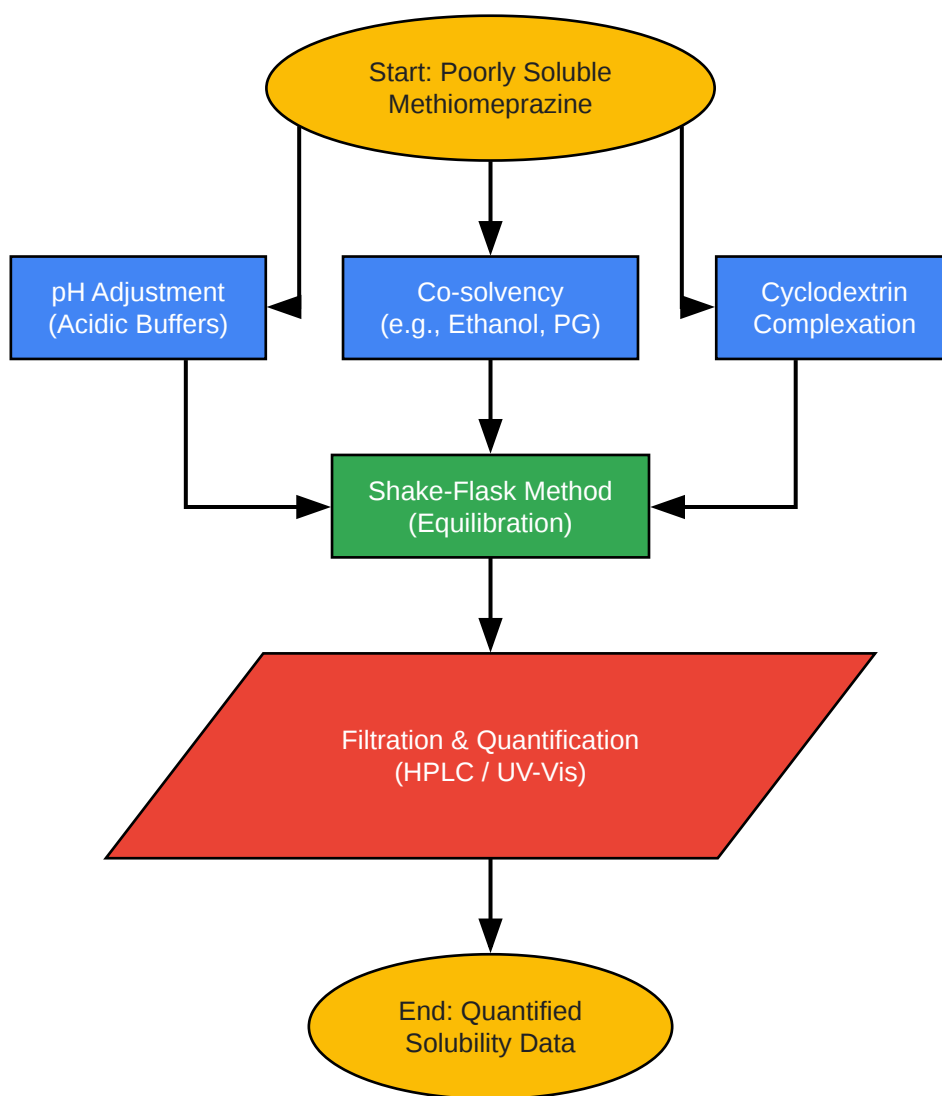 Start: Poorly Soluble
Methiomeprazine
pH Adjustment
(Acidic Buffers)
Co-solvency
(e.g., Ethanol, PG)
Cyclodextrin
Complexation
Shake-Flask Method
(Equilibration)
Filtration & Quantification
(HPLC / UV-Vis)
End: Quantified
Solubility Data